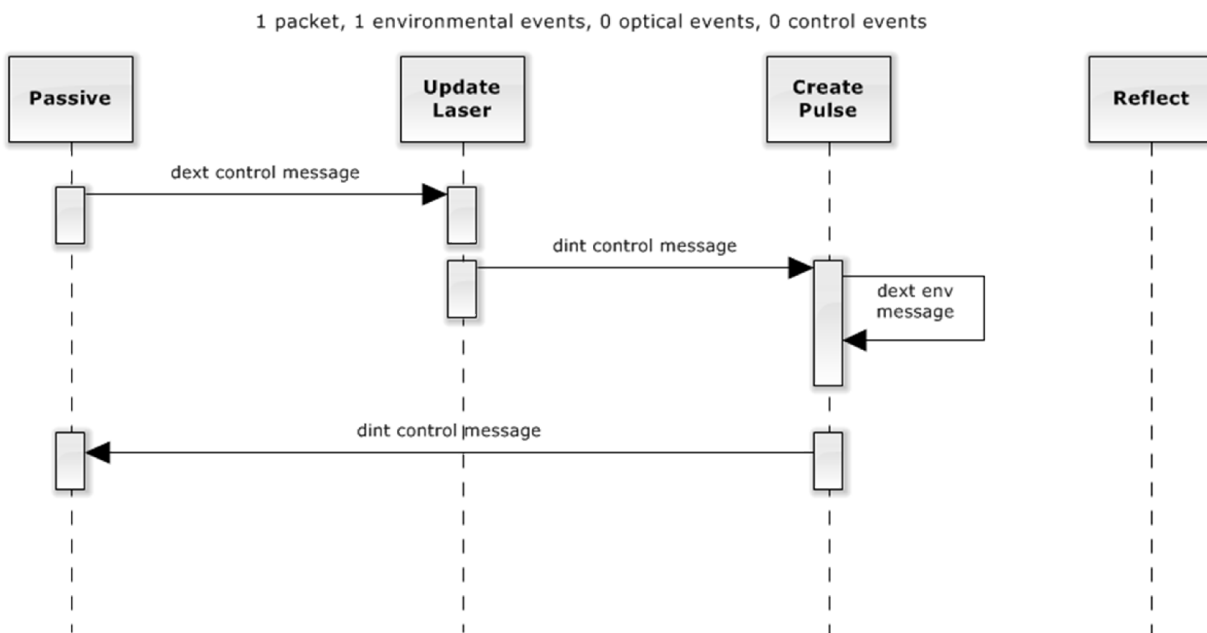 1 packet, 1 environmental events, 0 optical events, 0 control events
Passive
Update
Laser
Create
Pulse
Reflect
dext control message
dint control message
dext env
message
dint control message